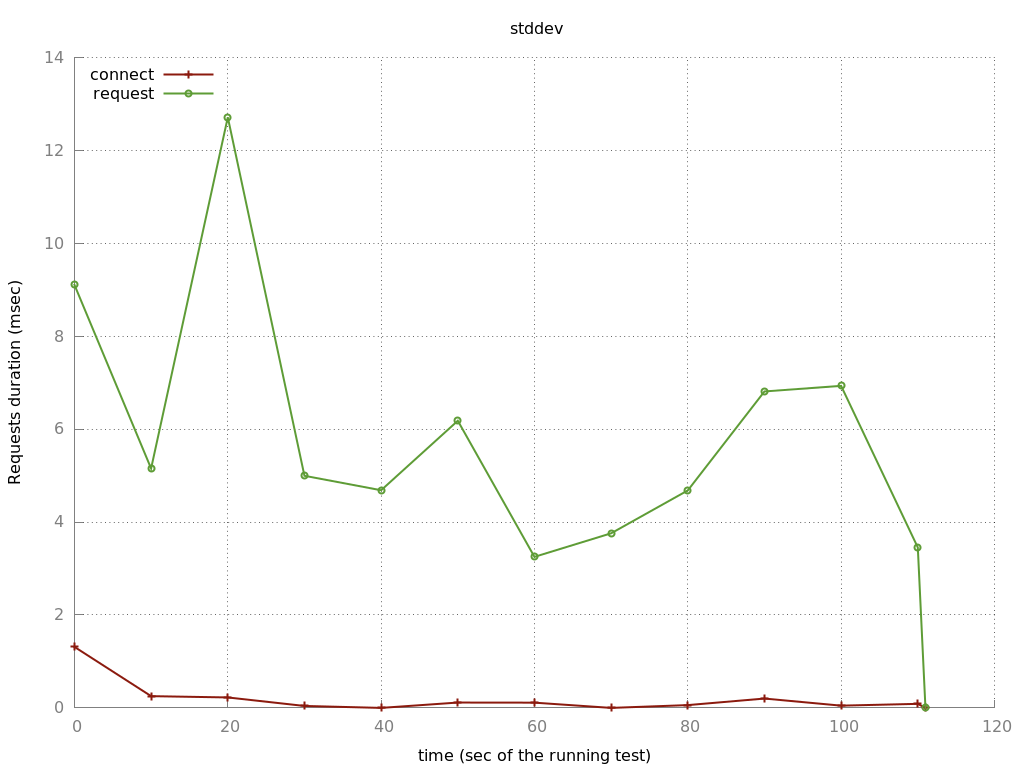 stddev
connect
request
14
12
10
8
6
4
2
0
Requests duration (msec)
0 20 40 60 80 100 120
time (sec of the running test)